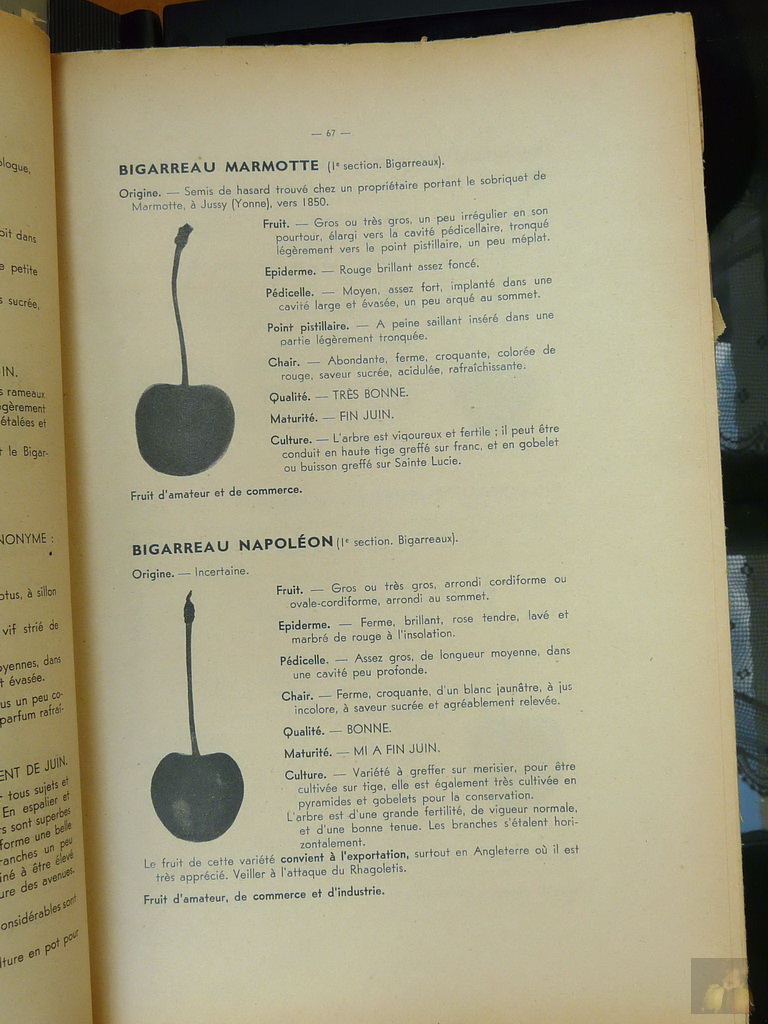 — 67 —
BIGARREAU MARMOTTE (Iᵉ section. Bigarreaux).
Origine. — Semis de hasard trouvé chez un propriétaire portant le sobriquet de
Marmotte, à Jussy (Yonne), vers 1850.
Fruit. — Gros ou très gros, un peu irrégulier en son
pourtour, élargi vers la cavité pédicellaire, tronqué
légèrement vers le point pistillaire, un peu méplat.
Epiderme. — Rouge brillant assez foncé.
Pédicelle. — Moyen, assez fort, implanté dans une
cavité large et évasée, un peu arqué au sommet.
Point pistillaire. — A peine saillant inséré dans une
partie légèrement tronquée.
Chair. — Abondante, ferme, croquante, colorée de
rouge, saveur sucrée, acidulée, rafraîchissante.
Qualité. — TRÈS BONNE.
Maturité. — FIN JUIN.
Culture. — L'arbre est vigoureux et fertile ; il peut être
conduit en haute tige greffé sur franc, et en gobelet
ou buisson greffé sur Sainte Lucie.
Fruit d'amateur et de commerce.
BIGARREAU NAPOLÉON (Iᵉ section. Bigarreaux).
Origine. — Incertaine.
Fruit. — Gros ou très gros, arrondi cordiforme ou
ovale-cordiforme, arrondi au sommet.
Epiderme. — Ferme, brillant, rose tendre, lavé et
marbré de rouge à l'insolation.
Pédicelle. — Assez gros, de longueur moyenne, dans
une cavité peu profonde.
Chair. — Ferme, croquante, d'un blanc jaunâtre, à jus
incolore, à saveur sucrée et agréablement relevée.
Qualité. — BONNE.
Maturité. — MI A FIN JUIN.
Culture. — Variété à greffer sur merisier, pour être
cultivée sur tige, elle est également très cultivée en
pyramides et gobelets pour la conservation.
L'arbre est d'une grande fertilité, de vigueur normale,
et d'une bonne tenue. Les branches s'étalent hori-
zontalement.
Le fruit de cette variété convient à l'exportation, surtout en Angleterre où il est
très apprécié. Veiller à l'attaque du Rhagoletis.
Fruit d'amateur, de commerce et d'industrie.